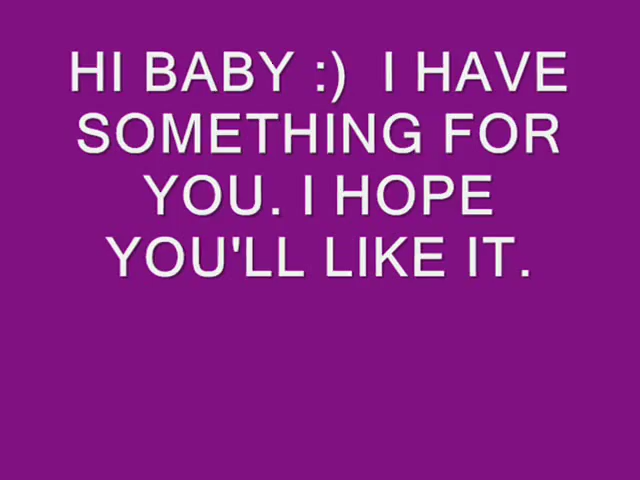 HI BABY :)  I HAVE
SOMETHING FOR
YOU. I HOPE
YOU'LL LIKE IT.